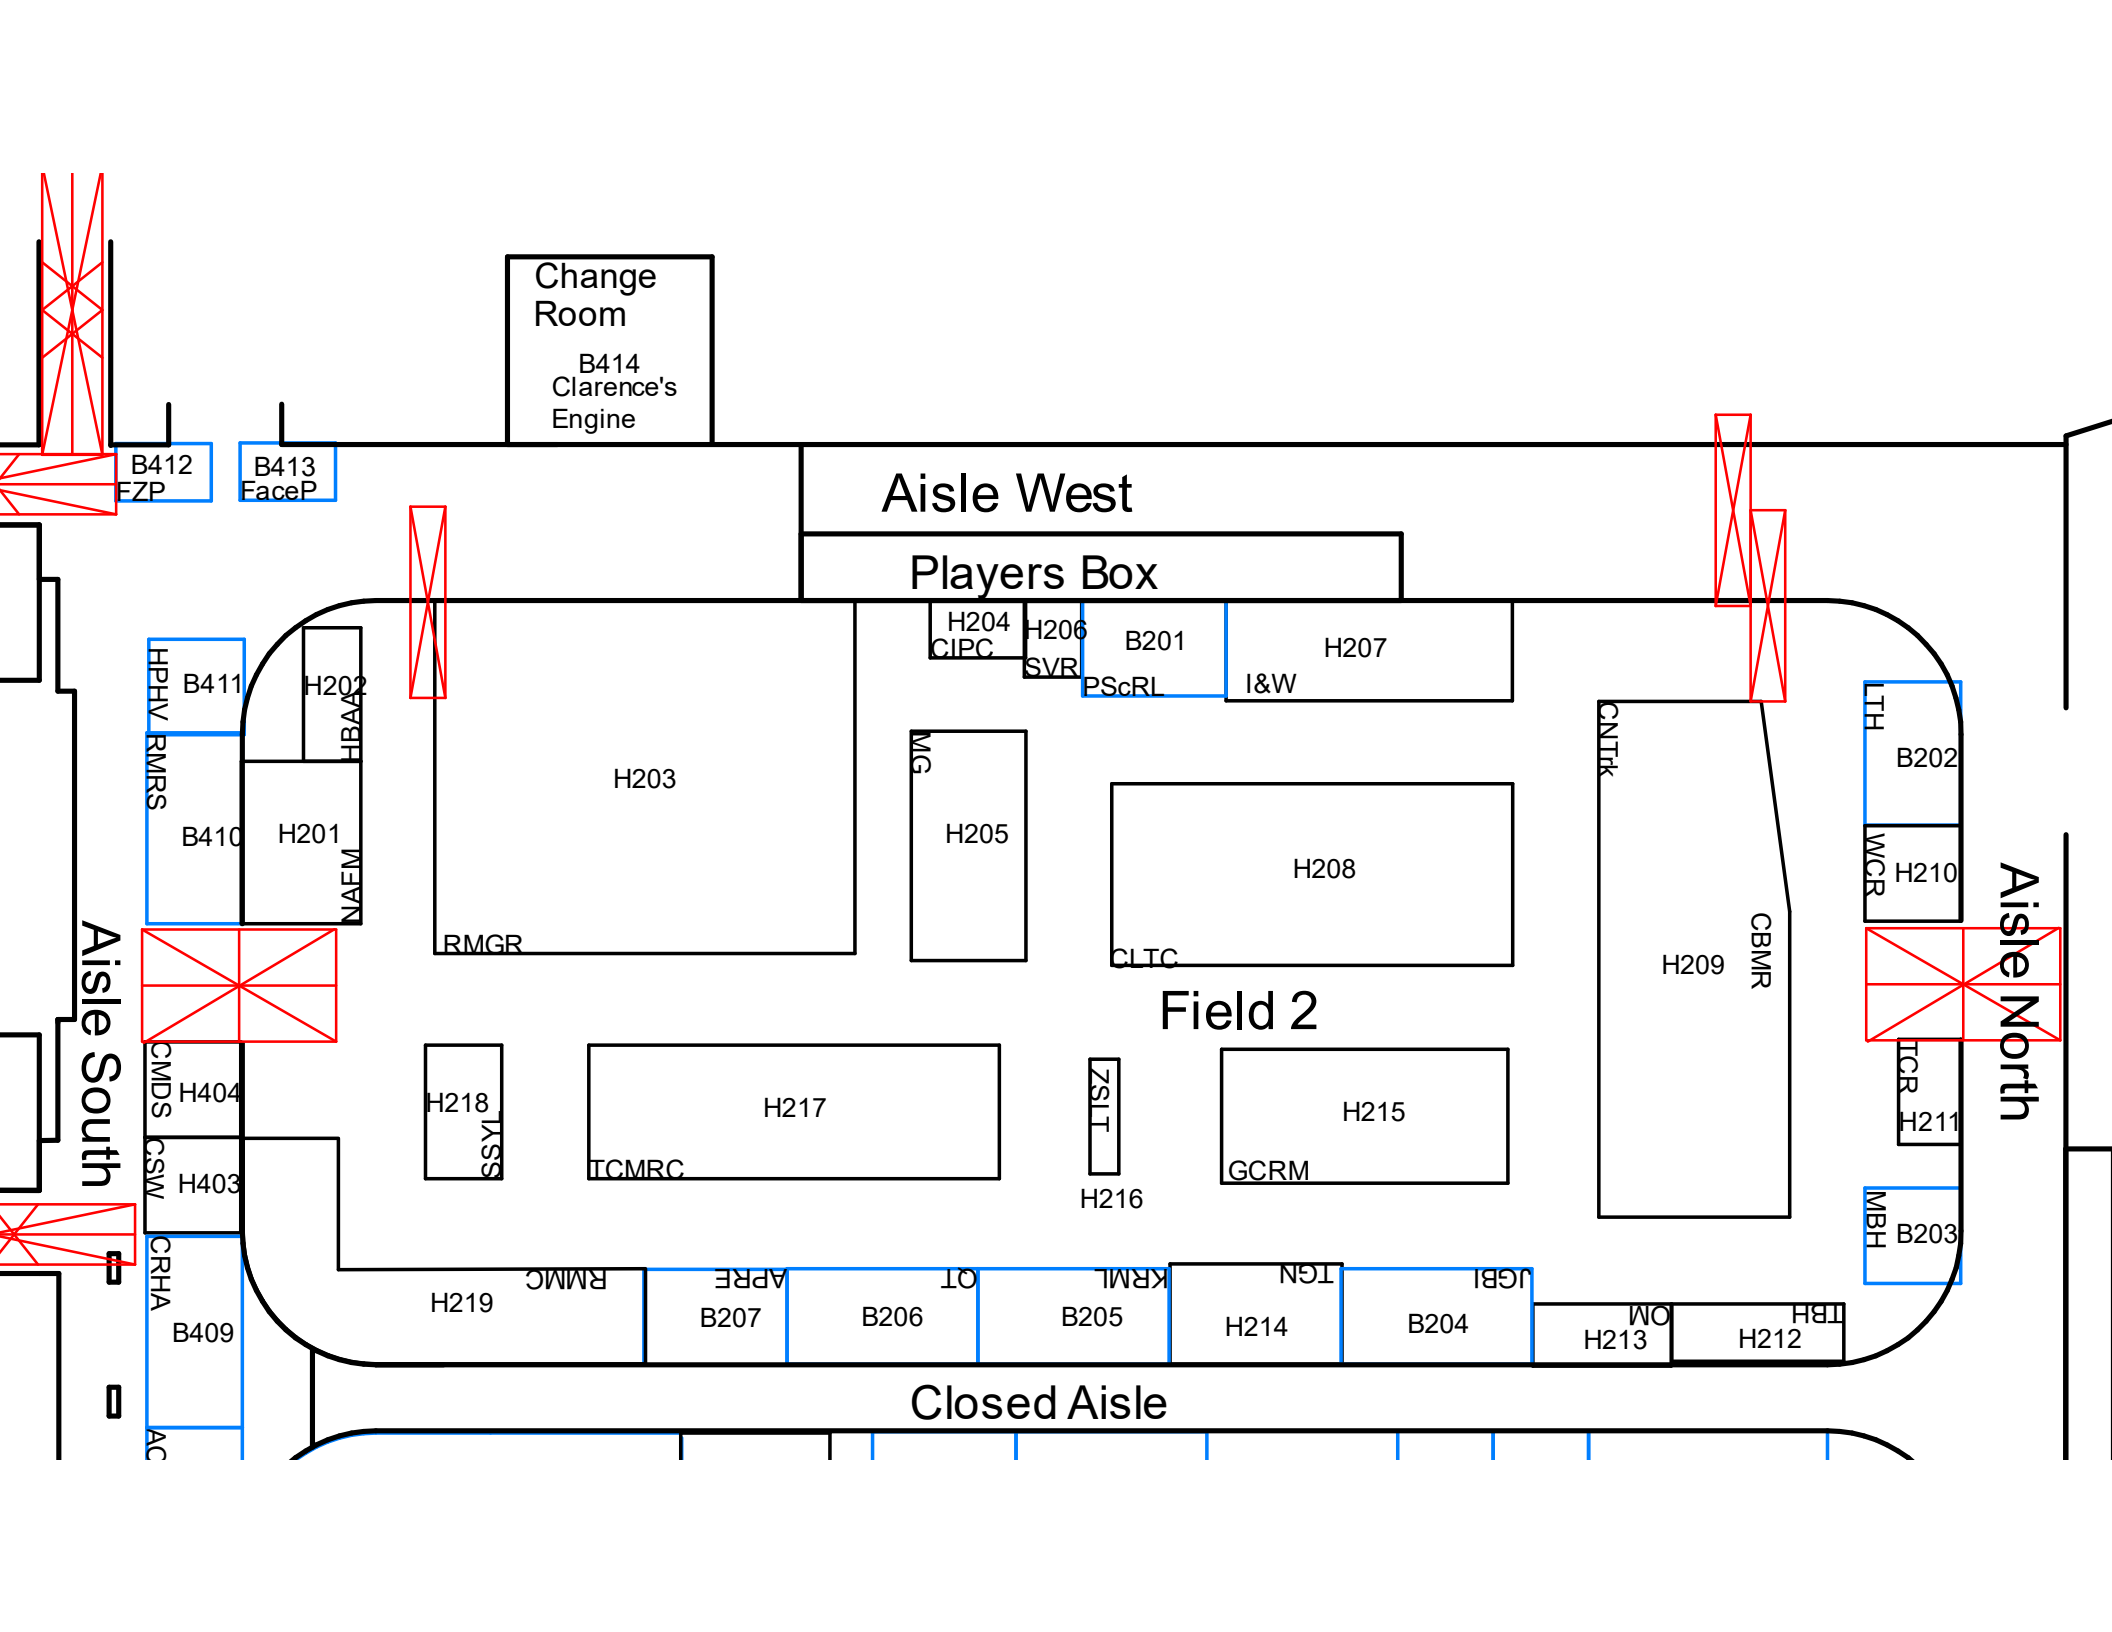 Change
Room
B414
Clarence's
Engine
B412
FZP
B413
FaceP
Aisle West
Players Box
H204
CIPC
H206
SVR
B201
PScRL
H207
I&W
HPHV
B411
H202
HBAA
RMRS
B410
H201
NAFM
H203
RMGR
MG
H205
H208
CLTC
CNTrk
CBMR
H209
LTH
B202
WCR
H210
Aisle South
Aisle North
Field 2
CMDS
H404
CSW
H403
H218
H217
TCMRC
ZSLT
H216
H215
GCRM
TCR
H211
MBH
B203
CRHA
B409
RMMC
H219
APRE
B207
QT
B206
KRML
B205
TGN
H214
JGBI
B204
OM
H213
TBH
H212
Closed Aisle
AC